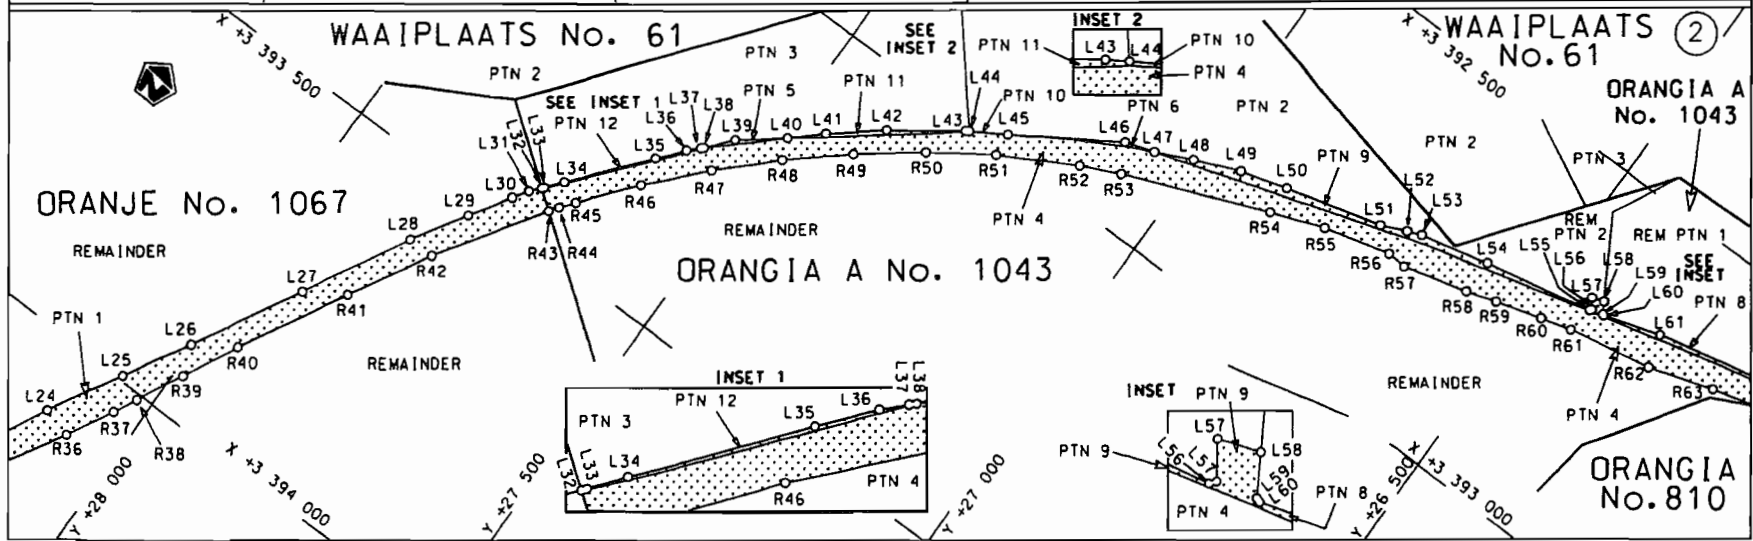 WAAIPLAATS No. 61
X +3 393 500
PTN 2
PTN 3
SEE
INSET 2
INSET 2
PTN 11
L43
L44
PTN 10
PTN 4
X +3 392 500
WAAIPLAATS
No.61
2
ORANGIA A
No. 1043
SEE INSET 1
PTN 12
L31
L32
L33
L34
L35
L36
L37
L38
L39
PTN 5
L40
PTN 11
L41
L42
L43
L44
PTN 10
L45
L46
PTN 6
L47
PTN 2
L48
L49
L50
PTN 9
PTN 2
PTN 3
L51
L52
L53
L54
REM
PTN 2
REM PTN 1
SEE
INSET
L55
L56
L57
L58
L59
L60
PTN 8
L61
ORANJE No. 1067
REMAINDER
L24
L25
L26
L27
L28
L29
L30
PTN 1
R36
R37
R38
R39
R40
R41
R42
R43
R44
R45
R46
R47
R48
R49
R50
R51
R52
R53
R54
R55
R56
R57
R58
R59
R60
R61
R62
R63
REMAINDER
PTN 4
ORANGIA A No. 1043
REMAINDER
REMAINDER
PTN 4
ORANGIA
No.810
INSET 1
PTN 3
PTN 12
L32
L33
L34
L35
L36
L37
L38
R46
PTN 4
INSET
PTN 9
L57
L58
PTN 9
L56
L57
L59
L60
PTN 8
PTN 4
Y +28 000
X +3 394 000
Y +27 500
Y +27 000
Y +26 500
X +3 393 000